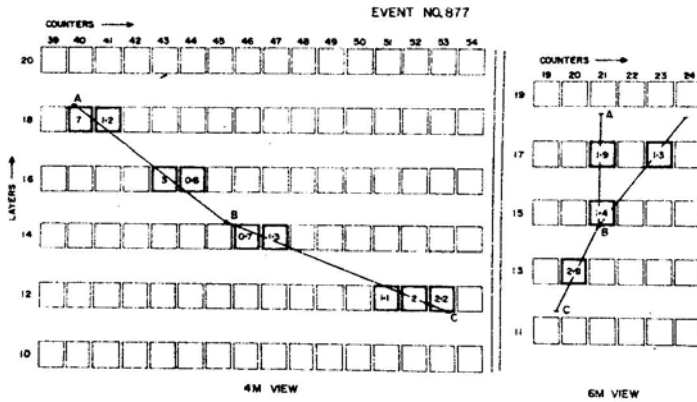 EVENT NO. 877
COUNTERS
39 40 41 42 43 44 45 46 47 48 49 50 51 52 53 54
20
A
18 7 1·2
16 3 0·6
B
14 0·7 1·3
12 1·1 2 2·2
C
10
LAYERS
4M VIEW
COUNTERS
19 20 21 22 23 24
19
A
17 1·9 1·3
15 1·4
B
13 2·8
C
11
6M VIEW